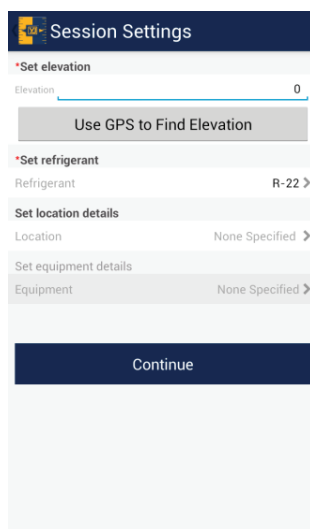 Session Settings
*Set elevation
Elevation 0
Use GPS to Find Elevation
*Set refrigerant
Refrigerant R-22
Set location details
Location None Specified
Set equipment details
Equipment None Specified
Continue